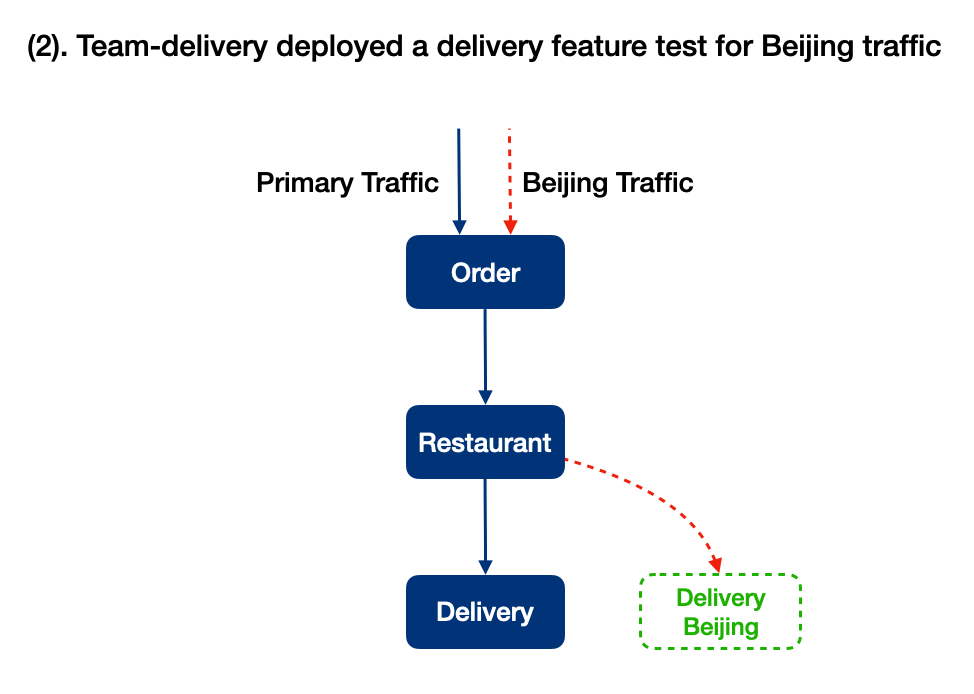 (2). Team-delivery deployed a delivery feature test for Beijing traffic
Primary Traffic
Beijing Traffic
Order
Restaurant
Delivery
Delivery
Beijing